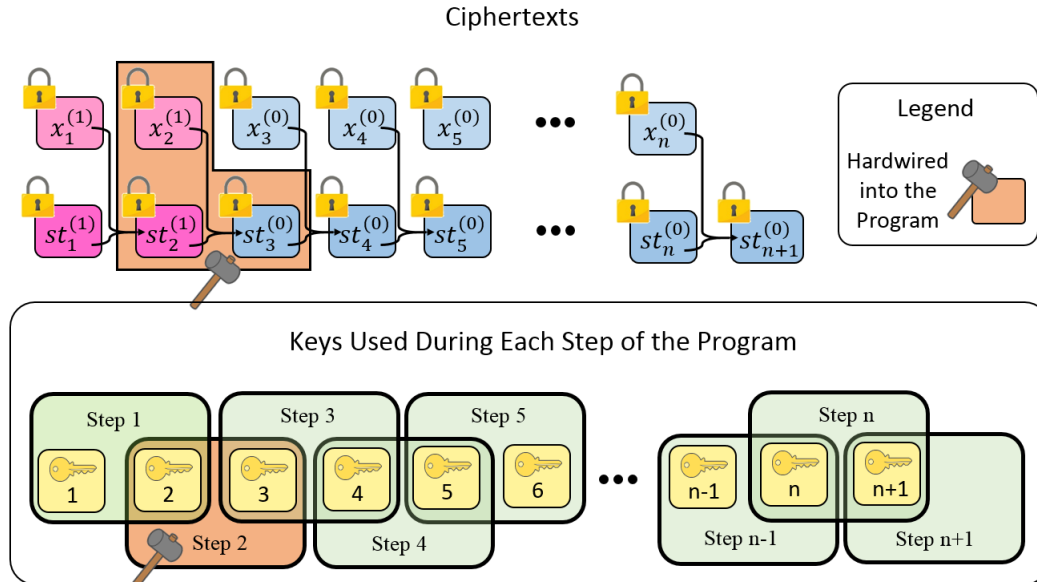 Ciphertexts
x_1^{(1)} x_2^{(1)} x_3^{(0)} x_4^{(0)} x_5^{(0)} ••• x_n^{(0)}
st_1^{(1)} st_2^{(1)} st_3^{(0)} st_4^{(0)} st_5^{(0)} ••• st_n^{(0)} st_{n+1}^{(0)}
Legend
Hardwired
into the
Program
Keys Used During Each Step of the Program
Step 1 Step 3 Step 5 Step n
1 2 3 4 5 6 ••• n-1 n n+1
Step 2 Step 4 Step n-1 Step n+1